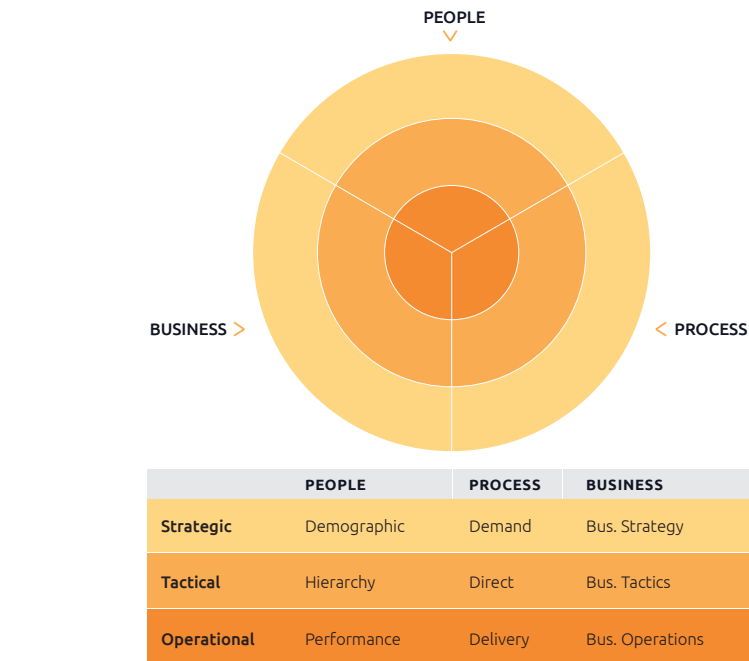 PEOPLE
BUSINESS
PROCESS
PEOPLE PROCESS BUSINESS
Strategic Demographic Demand Bus. Strategy
Tactical Hierarchy Direct Bus. Tactics
Operational Performance Delivery Bus. Operations